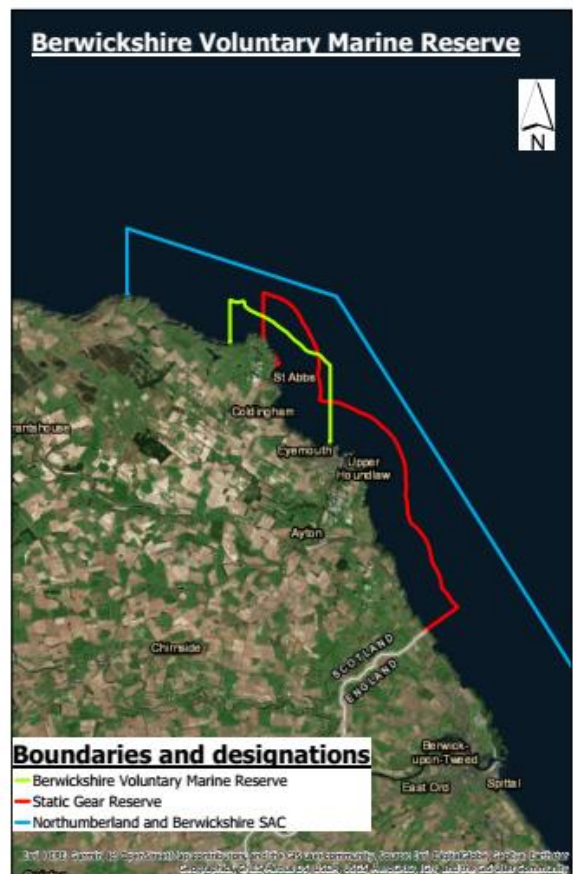 Berwickshire Voluntary Marine Reserve
N
St Abbs
Coldingham
Eyemouth
Upper
Houndlaw
Ayton
Chirnside
SCOTLAND
ENGLAND
Berwick-
upon-Tweed
East Ord
Spittal
Boundaries and designations
Berwickshire Voluntary Marine Reserve
Static Gear Reserve
Northumberland and Berwickshire SAC